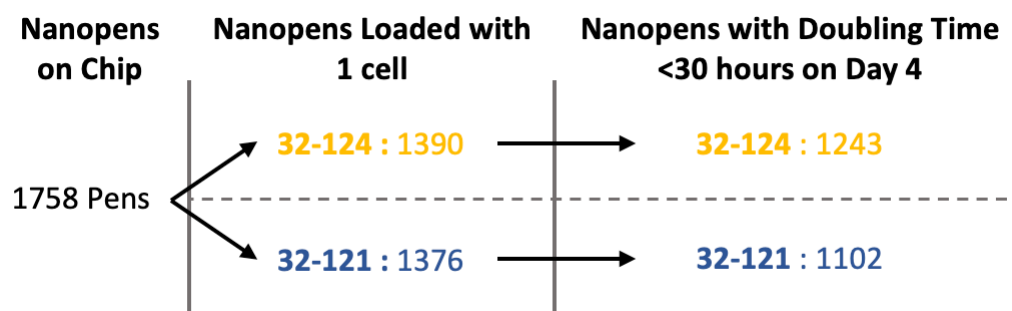 Nanopens
on Chip
Nanopens Loaded with
1 cell
Nanopens with Doubling Time
<30 hours on Day 4
1758 Pens
32-124 : 1390
32-124 : 1243
32-121 : 1376
32-121 : 1102